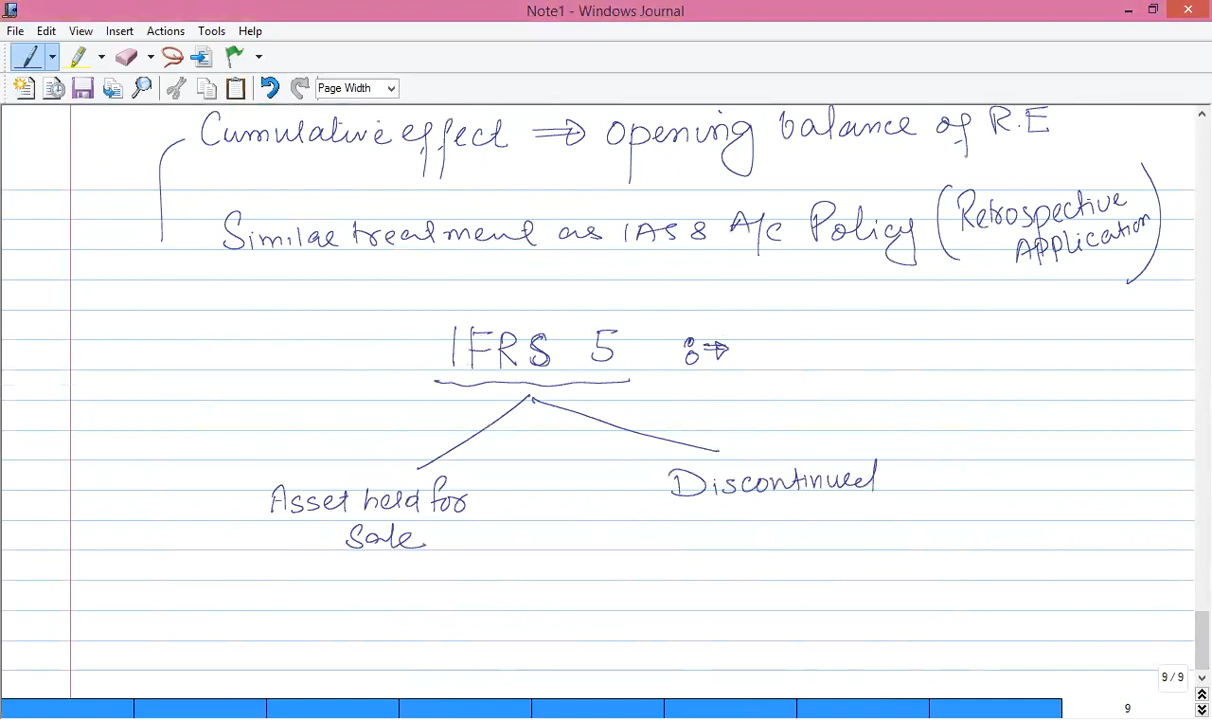 Note1 - Windows Journal
File Edit View Insert Actions Tools Help
Page Width
Cumulative effect ⇒ opening balance of R.E
Similae treatment as IAS 8 A/c Policy (Retrospective Application)
IFRS 5 :⇒
Asset held for
Sale
Discontinued
9 / 9
9